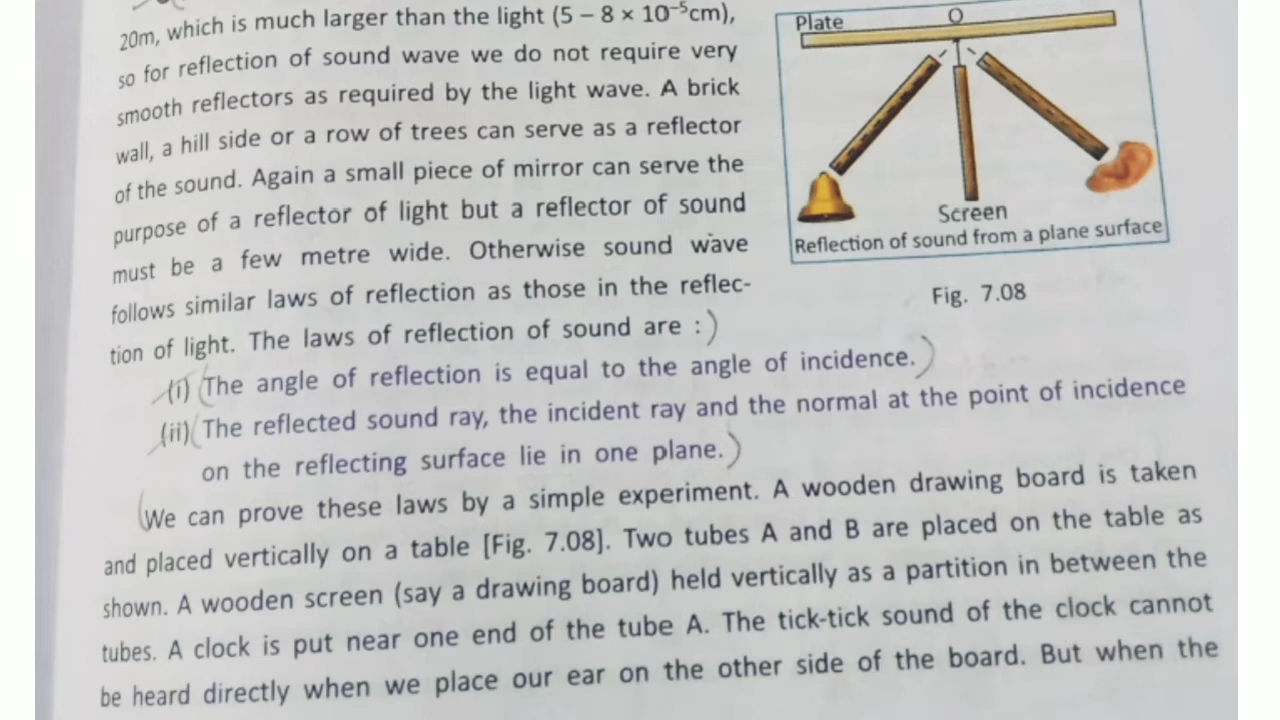 20m, which is much larger than the light (5 – 8 × 10⁻⁵cm),
so for reflection of sound wave we do not require very
smooth reflectors as required by the light wave. A brick
wall, a hill side or a row of trees can serve as a reflector
of the sound. Again a small piece of mirror can serve the
purpose of a reflector of light but a reflector of sound
must be a few metre wide. Otherwise sound wave
follows similar laws of reflection as those in the reflec-
tion of light. The laws of reflection of sound are :
Plate
O
Screen
Reflection of sound from a plane surface
Fig. 7.08
(i) The angle of reflection is equal to the angle of incidence.
(ii) The reflected sound ray, the incident ray and the normal at the point of incidence
on the reflecting surface lie in one plane.
We can prove these laws by a simple experiment. A wooden drawing board is taken
and placed vertically on a table [Fig. 7.08]. Two tubes A and B are placed on the table as
shown. A wooden screen (say a drawing board) held vertically as a partition in between the
tubes. A clock is put near one end of the tube A. The tick-tick sound of the clock cannot
be heard directly when we place our ear on the other side of the board. But when the